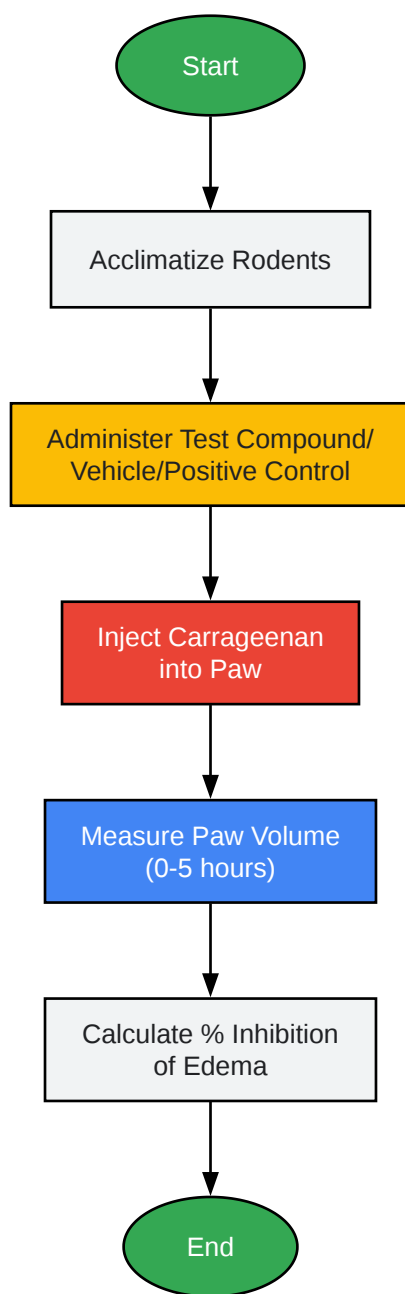 Start
Acclimatize Rodents
Administer Test Compound/
Vehicle/Positive Control
Inject Carrageenan
into Paw
Measure Paw Volume
(0-5 hours)
Calculate % Inhibition
of Edema
End